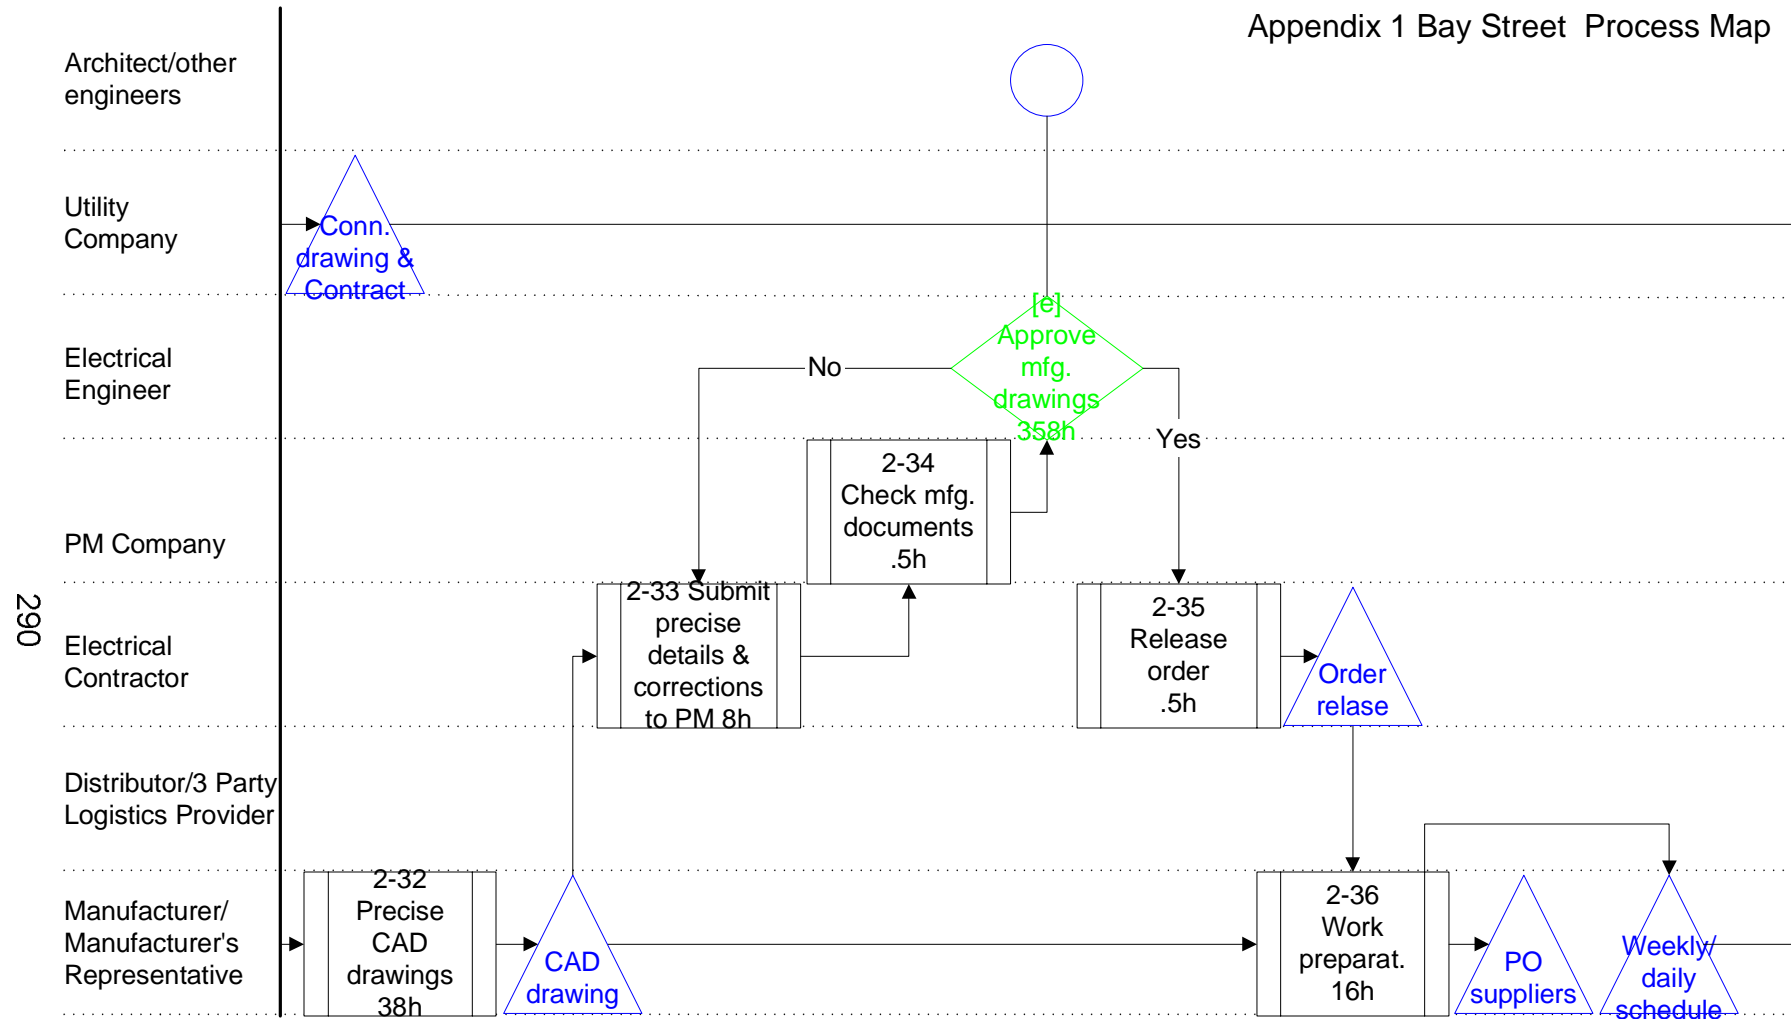 Appendix 1 Bay Street  Process Map
Architect/other
engineers
Utility
Company
Conn.
drawing &
Contract
Electrical
Engineer
No
[e]
Approve
mfg.
drawings
358h
Yes
PM Company
2-34
Check mfg.
documents
.5h
290
Electrical
Contractor
2-33 Submit
precise
details &
corrections
to PM 8h
2-35
Release
order
.5h
Order
relase
Distributor/3 Party
Logistics Provider
Manufacturer/
Manufacturer's
Representative
2-32
Precise
CAD
drawings
38h
CAD
drawing
2-36
Work
preparat.
16h
PO
suppliers
Weekly/
daily
schedule